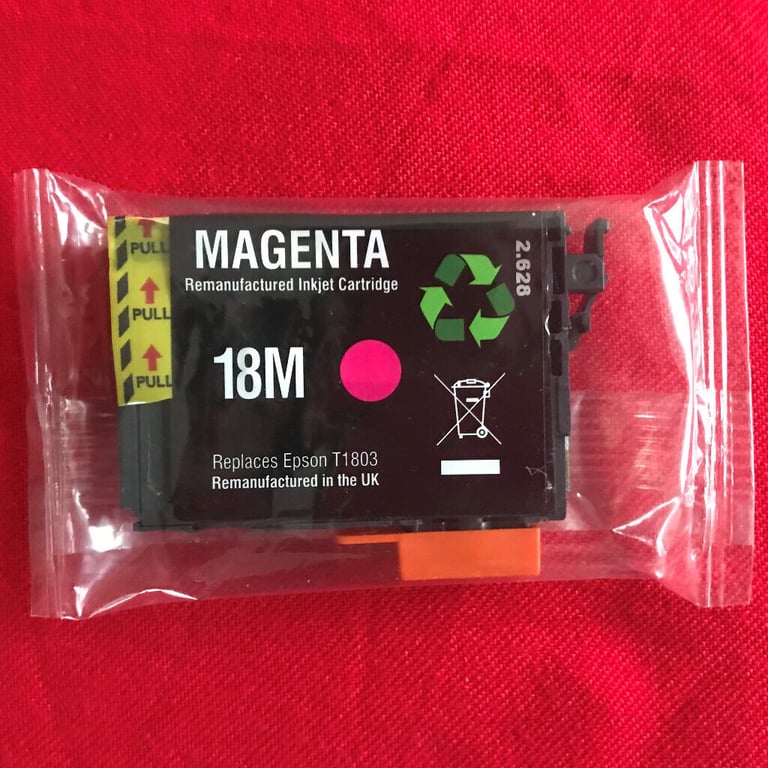 PULL
PULL
PULL
MAGENTA
Remanufactured Inkjet Cartridge
2.628
18M
Replaces Epson T1803
Remanufactured in the UK